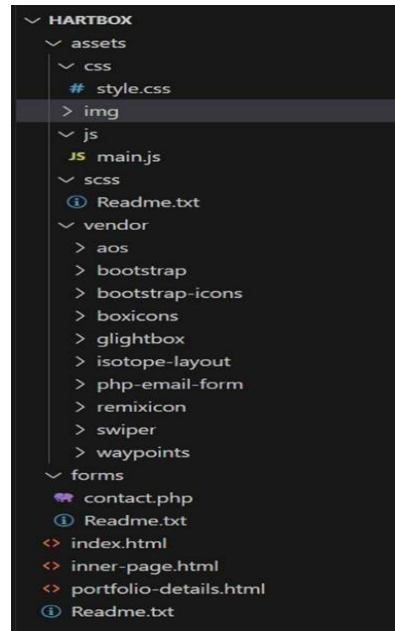 HARTBOX
assets
css
# style.css
img
js
JS main.js
scss
Readme.txt
vendor
aos
bootstrap
bootstrap-icons
boxicons
glightbox
isotope-layout
php-email-form
remixicon
swiper
waypoints
forms
contact.php
Readme.txt
index.html
inner-page.html
portfolio-details.html
Readme.txt